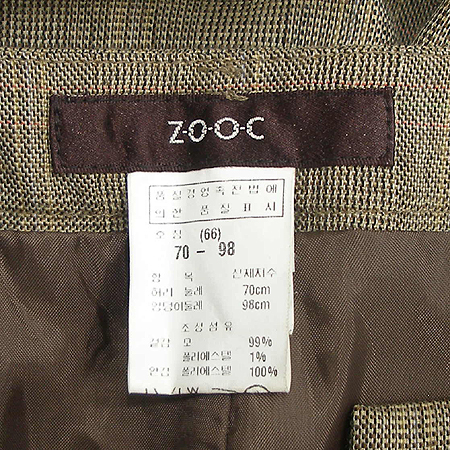 Z·O·O·C
품질경영촉진법에
의한 품질표시
호칭 (66)
70 - 98
항 목 신체치수
허리 둘레 70cm
엉덩이둘레 98cm
조성섬유
겉감 모 99%
폴리에스텔 1%
안감 폴리에스텔 100%